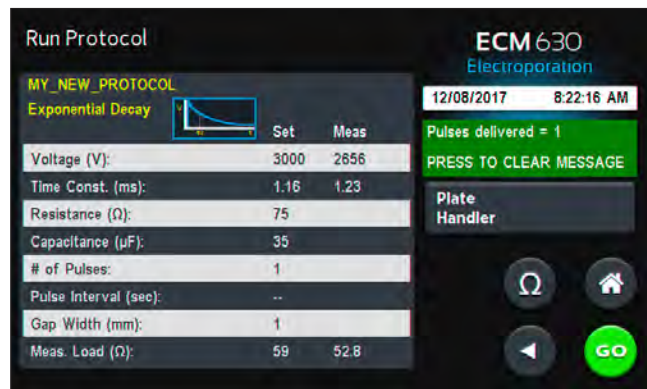 Run Protocol
ECM 630
Electroporation
MY_NEW_PROTOCOL
Exponential Decay
Set Meas
12/08/2017 8:22:16 AM
Pulses delivered = 1
PRESS TO CLEAR MESSAGE
Voltage (V): 3000 2656
Time Const. (ms): 1.16 1.23
Resistance (Ω): 75
Capacitance (µF): 35
# of Pulses: 1
Pulse Interval (sec): --
Gap Width (mm): 1
Meas. Load (Ω): 59 52.8
Plate
Handler
Ω
GO